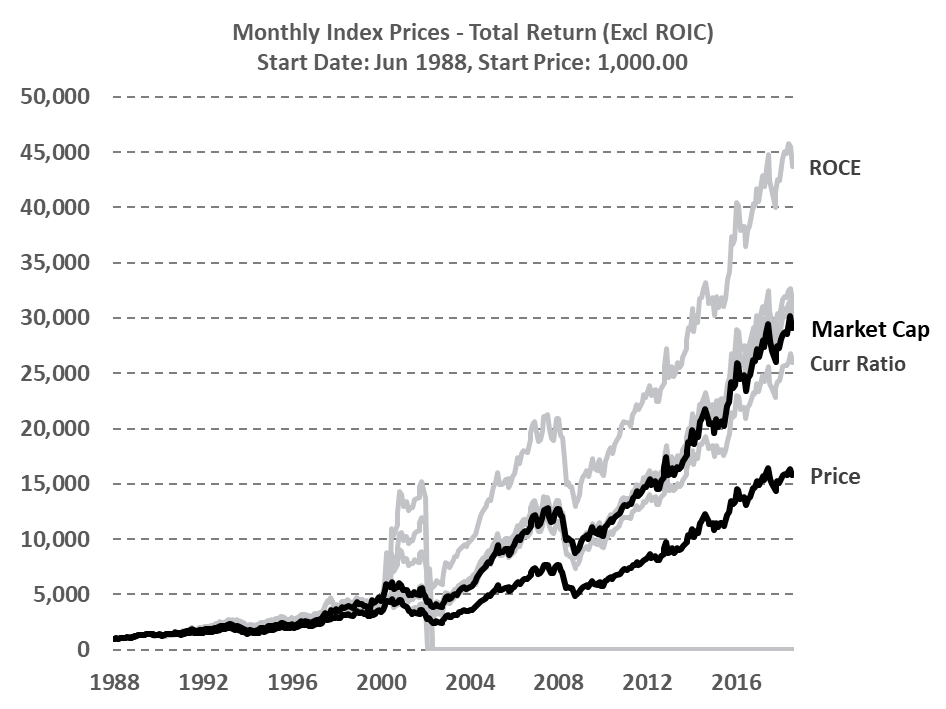 Monthly Index Prices - Total Return (Excl ROIC)
Start Date: Jun 1988, Start Price: 1,000.00
50,000
45,000
ROCE
40,000
35,000
30,000
Market Cap
Curr Ratio
25,000
20,000
Price
15,000
10,000
5,000
0
1988 1992 1996 2000 2004 2008 2012 2016